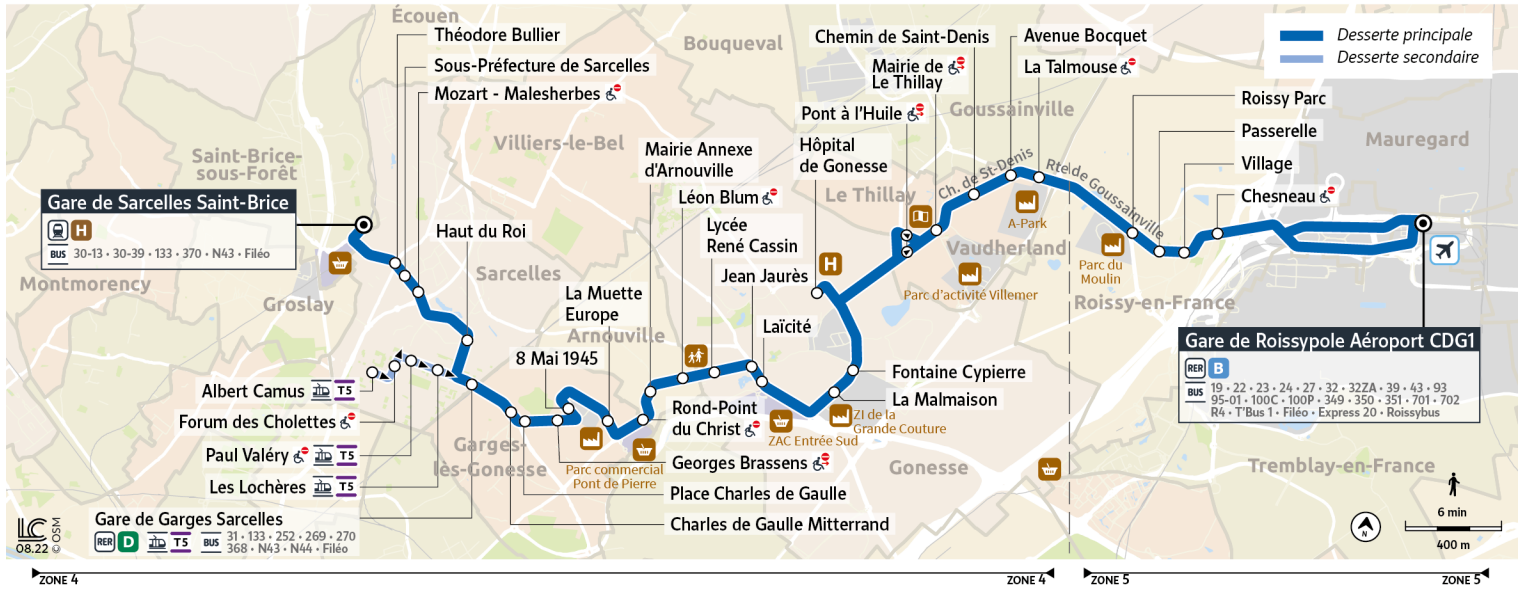 Écouen
Théodore Bullier
Sous-Préfecture de Sarcelles
Mozart - Malesherbes
Bouqueval
Chemin de Saint-Denis
Avenue Bocquet
Mairie de
Le Thillay
La Talmouse
Desserte principale
Desserte secondaire
Goussainville
Pont à l'Huile
Roissy Parc
Passerelle
Village
Chesneau
Mauregard
Saint-Brice-
sous-Forêt
Villiers-le-Bel
Mairie Annexe
d'Arnouville
Hôpital
de Gonesse
Léon Blum
Le Thillay
Ch. de St-Denis
Rte de Goussainville
Gare de Sarcelles Saint-Brice
H
BUS
30-13 • 30-39 • 133 • 370 • N43 • Filéo
Haut du Roi
Lycée
René Cassin
Jean Jaurès
H
A-Park
Vaudherland
Parc du
Moulin
Parc d'activité Villemer
Roissy-en-France
Montmorency
Groslay
Sarcelles
La Muette
Europe
Arnouville
Laïcité
8 Mai 1945
Gare de Roissypole Aéroport CDG1
RER B
BUS
19 • 22 • 23 • 24 • 27 • 32 • 32ZA • 39 • 43 • 93
95-01 • 100C • 100P • 349 • 350 • 351 • 701 • 702
R4 • T'Bus 1 • Filéo • Express 20 • Roissybus
Albert Camus T5
Forum des Cholettes
Paul Valéry T5
Les Lochères T5
Fontaine Cypierre
La Malmaison
Rond-Point
du Christ
ZI de la
Grande Couture
ZAC Entrée Sud
Garges-
lès-Gonesse
Parc commercial
Pont de Pierre
Georges Brassens
Place Charles de Gaulle
Charles de Gaulle Mitterrand
Gonesse
Tremblay-en-France
Gare de Garges Sarcelles
RER D T5 BUS
31 • 133 • 252 • 269 • 270
368 • N43 • N44 • Filéo
LC
08.22
© OSM
N
6 min
400 m
ZONE 4
ZONE 4
ZONE 5
ZONE 5